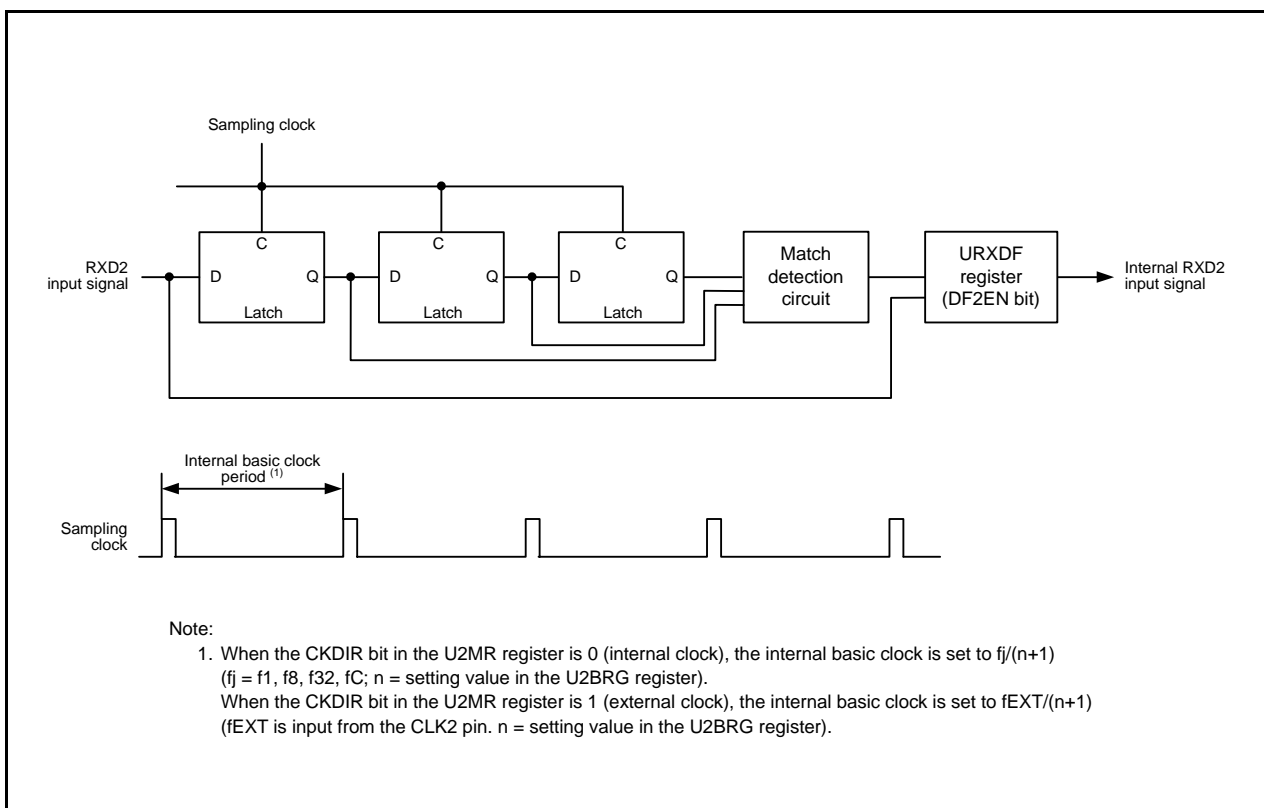 Sampling clock
C
C
C
RXD2
input signal
D
Q
D
Q
D
Q
Latch
Latch
Latch
Match
detection
circuit
URXDF
register
(DF2EN bit)
Internal RXD2
input signal
Internal basic clock
period (1)
Sampling
clock
Note:
1. When the CKDIR bit in the U2MR register is 0 (internal clock), the internal basic clock is set to fj/(n+1)
(fj = f1, f8, f32, fC; n = setting value in the U2BRG register).
When the CKDIR bit in the U2MR register is 1 (external clock), the internal basic clock is set to fEXT/(n+1)
(fEXT is input from the CLK2 pin. n = setting value in the U2BRG register).